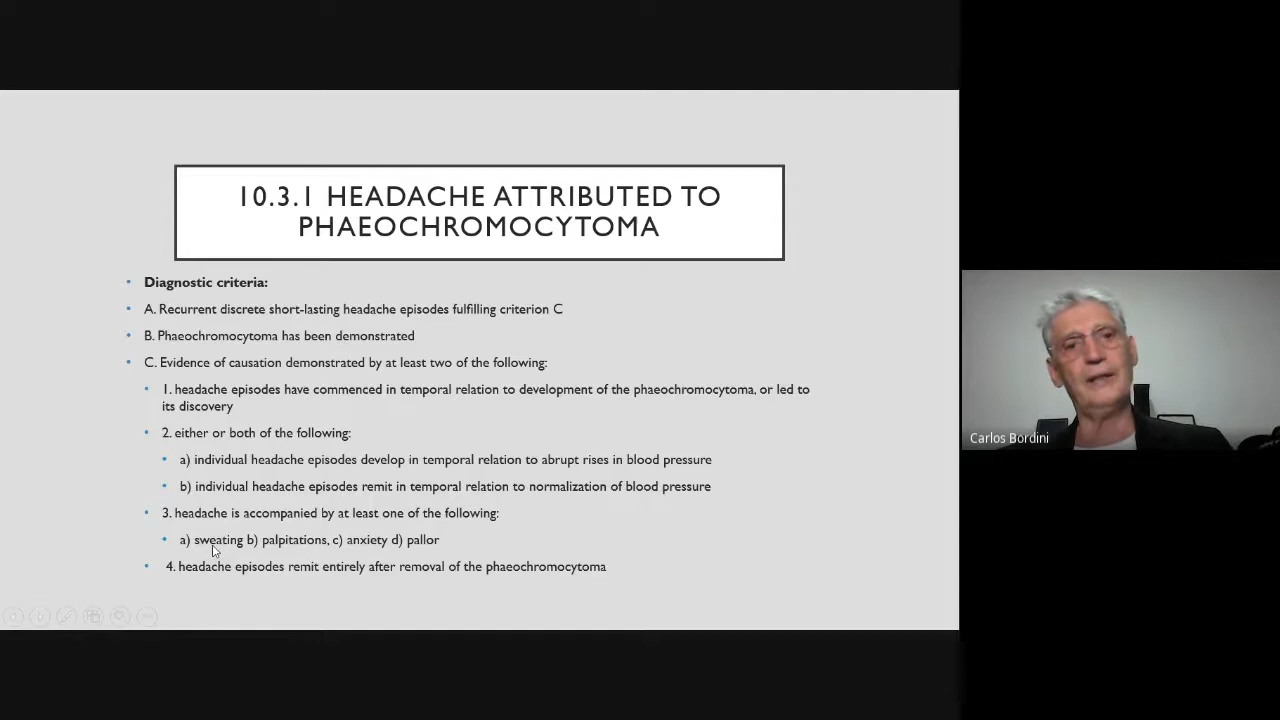 10.3.1 HEADACHE ATTRIBUTED TO
PHAEOCHROMOCYTOMA
• Diagnostic criteria:
• A. Recurrent discrete short-lasting headache episodes fulfilling criterion C
• B. Phaeochromocytoma has been demonstrated
• C. Evidence of causation demonstrated by at least two of the following:
• 1. headache episodes have commenced in temporal relation to development of the phaeochromocytoma, or led to
its discovery
• 2. either or both of the following:
• a) individual headache episodes develop in temporal relation to abrupt rises in blood pressure
• b) individual headache episodes remit in temporal relation to normalization of blood pressure
• 3. headache is accompanied by at least one of the following:
• a) sweating b) palpitations, c) anxiety d) pallor
• 4. headache episodes remit entirely after removal of the phaeochromocytoma
Carlos Bordini